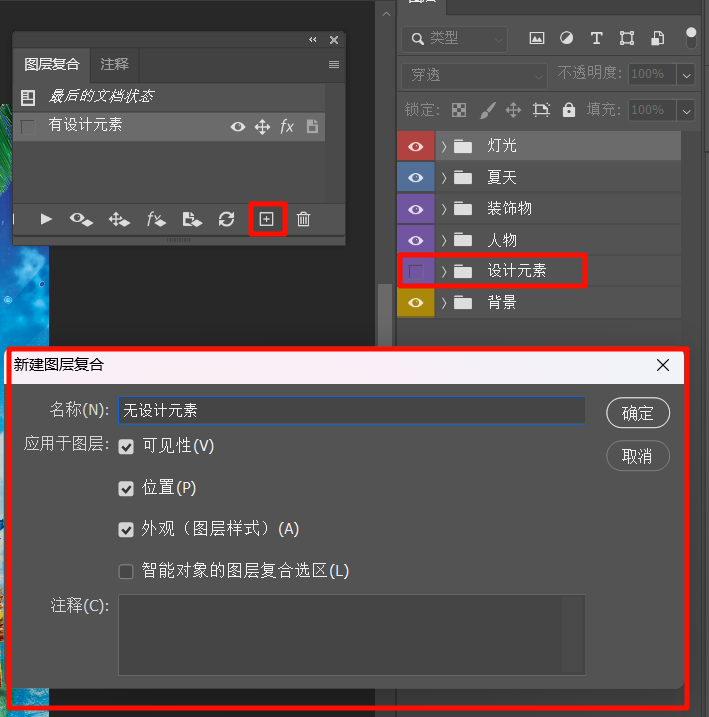 图层复合 注释
最后的文档状态
有设计元素 fx
类型
穿透 不透明度: 100%
锁定: 填充: 100%
灯光
夏天
装饰物
人物
设计元素
背景
新建图层复合
名称(N): 无设计元素 确定
应用于图层: 可见性(V) 取消
位置(P)
外观（图层样式）(A)
智能对象的图层复合选区(L)
注释(C):